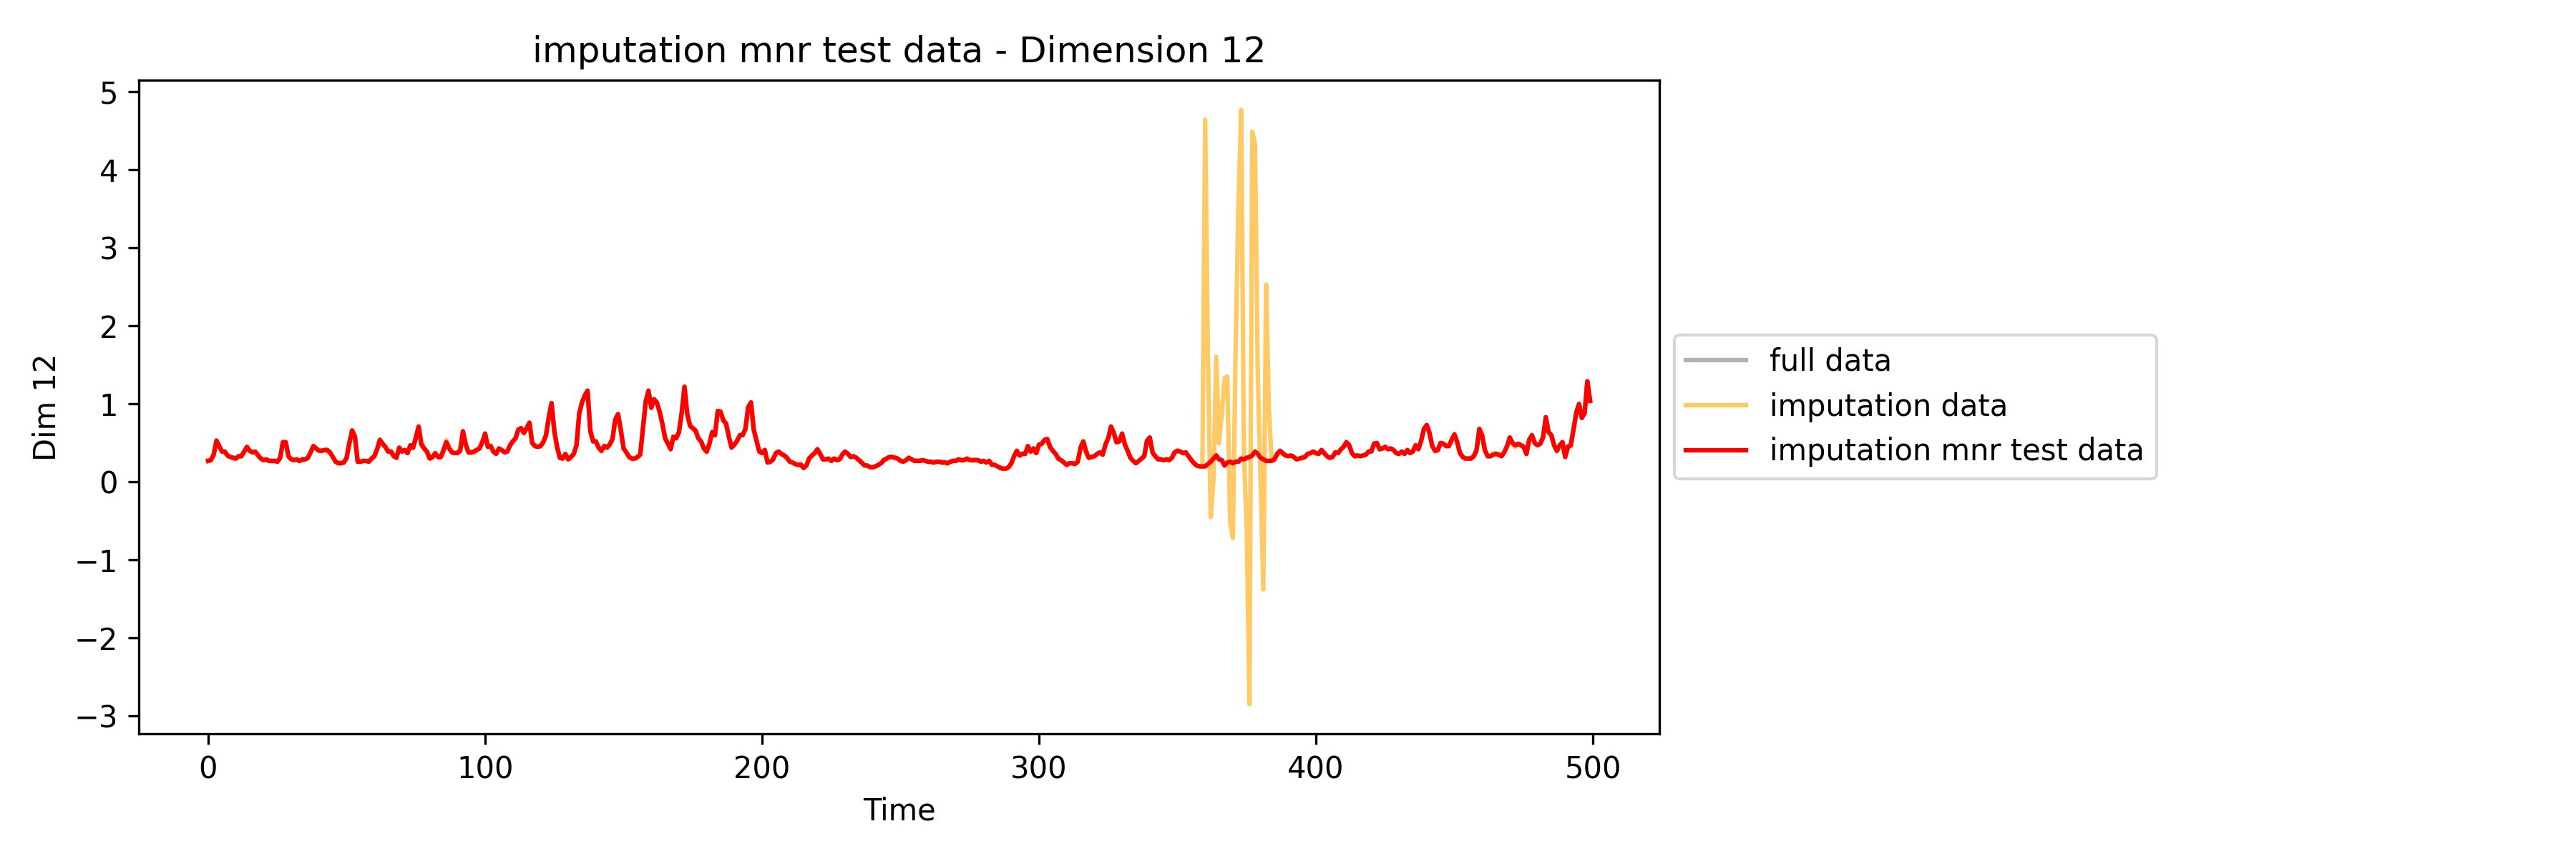 imputation mnr test data - Dimension 12
5
4
3
2
1
0
−1
−2
−3
Dim 12
0 100 200 300 400 500
Time
full data
imputation data
imputation mnr test data